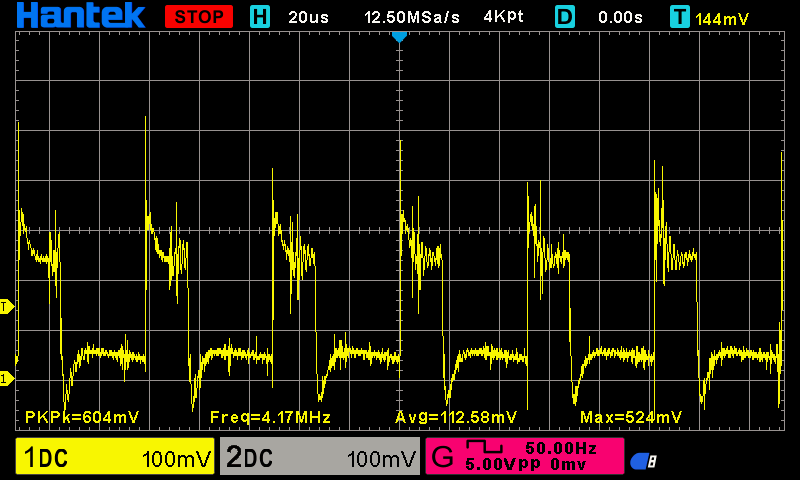 Hantek STOP H 20us 12.50MSa/s 4Kpt D 0.00s T 144mV
T
1
PKPk=604mV Freq=4.17MHz Avg=112.58mV Max=524mV
1DC 100mV 2DC 100mV G 50.00Hz
5.00Vpp 0mv
8